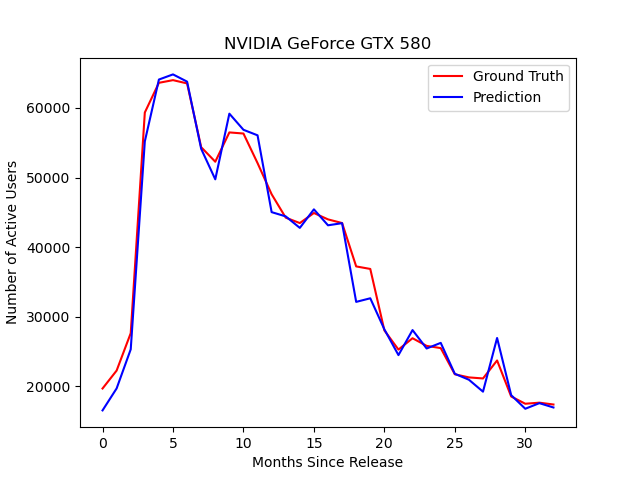 NVIDIA GeForce GTX 580
Ground Truth
Prediction
Number of Active Users
60000
50000
40000
30000
20000
0 5 10 15 20 25 30
Months Since Release